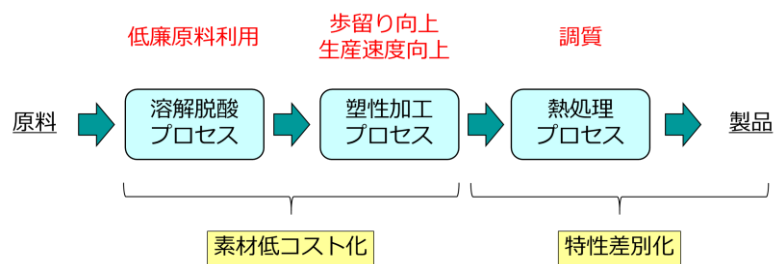 低廉原料利用
歩留り向上
生産速度向上
調質
原料
溶解脱酸
プロセス
塑性加工
プロセス
熱処理
プロセス
製品
素材低コスト化
特性差別化